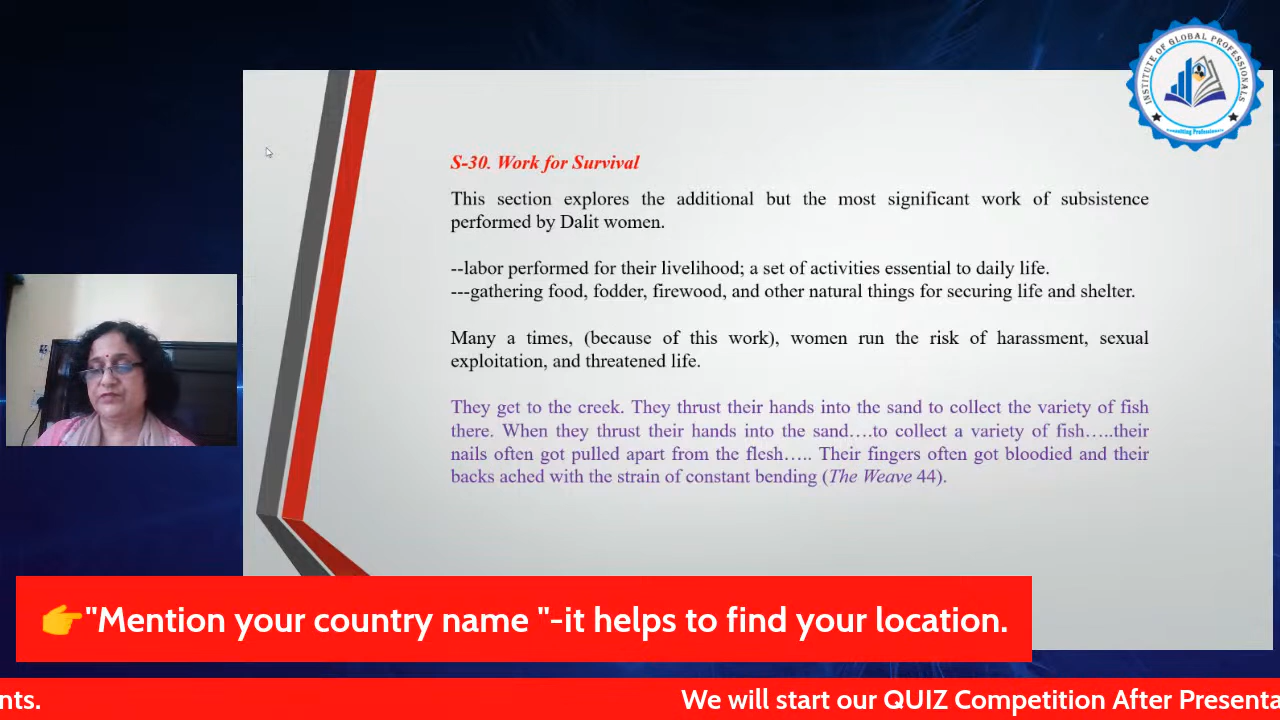 INSTITUTE OF GLOBAL PROFESSIONALS
Consulting Professionals
S-30. Work for Survival
This section explores the additional but the most significant work of subsistence
performed by Dalit women.
--labor performed for their livelihood; a set of activities essential to daily life.
---gathering food, fodder, firewood, and other natural things for securing life and shelter.
Many a times, (because of this work), women run the risk of harassment, sexual
exploitation, and threatened life.
They get to the creek. They thrust their hands into the sand to collect the variety of fish
there. When they thrust their hands into the sand….to collect a variety of fish…..their
nails often got pulled apart from the flesh….. Their fingers often got bloodied and their
backs ached with the strain of constant bending (The Weave 44).
👉"Mention your country name "-it helps to find your location.
nts.
We will start our QUIZ Competition After Presenta